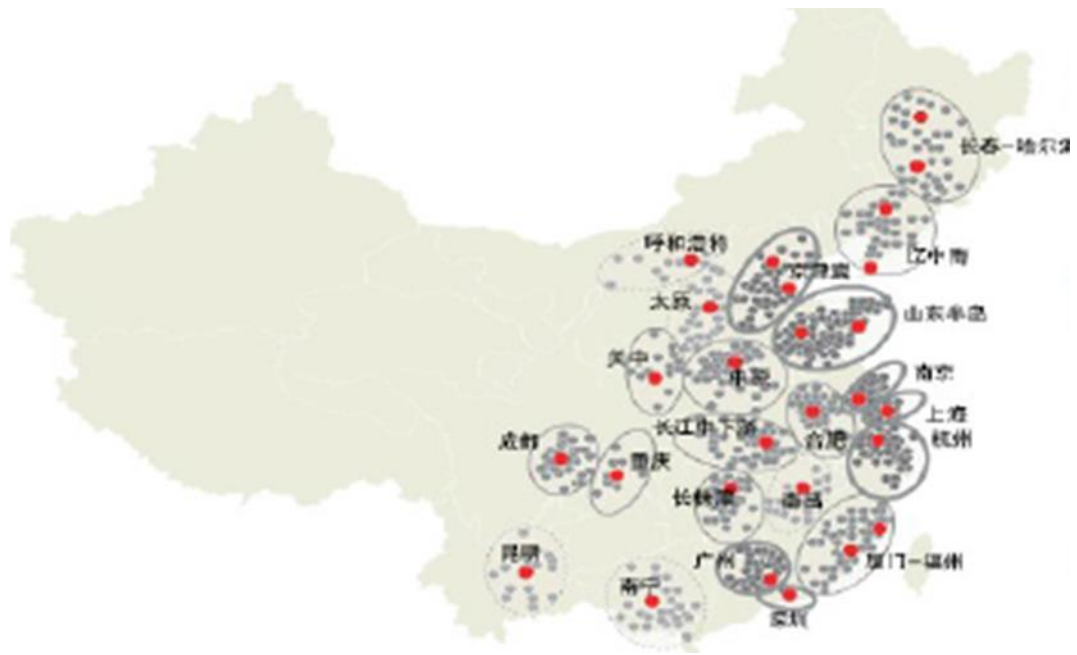 长春-哈尔滨
辽中南
呼和浩特
京津冀
太原
山东半岛
关中
中原
南京
上海
长江中下游
合肥
杭州
成都
重庆
长株潭
南昌
广州
厦门-福州
昆明
南宁
深圳